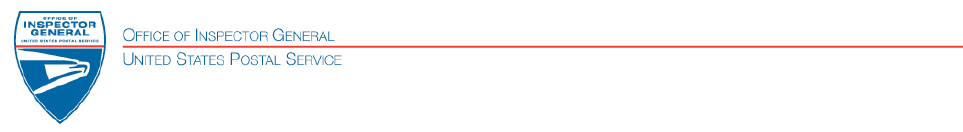 OFFICE OF
INSPECTOR
GENERAL
UNITED STATES POSTAL SERVICE
OFFICE OF INSPECTOR GENERAL
UNITED STATES POSTAL SERVICE